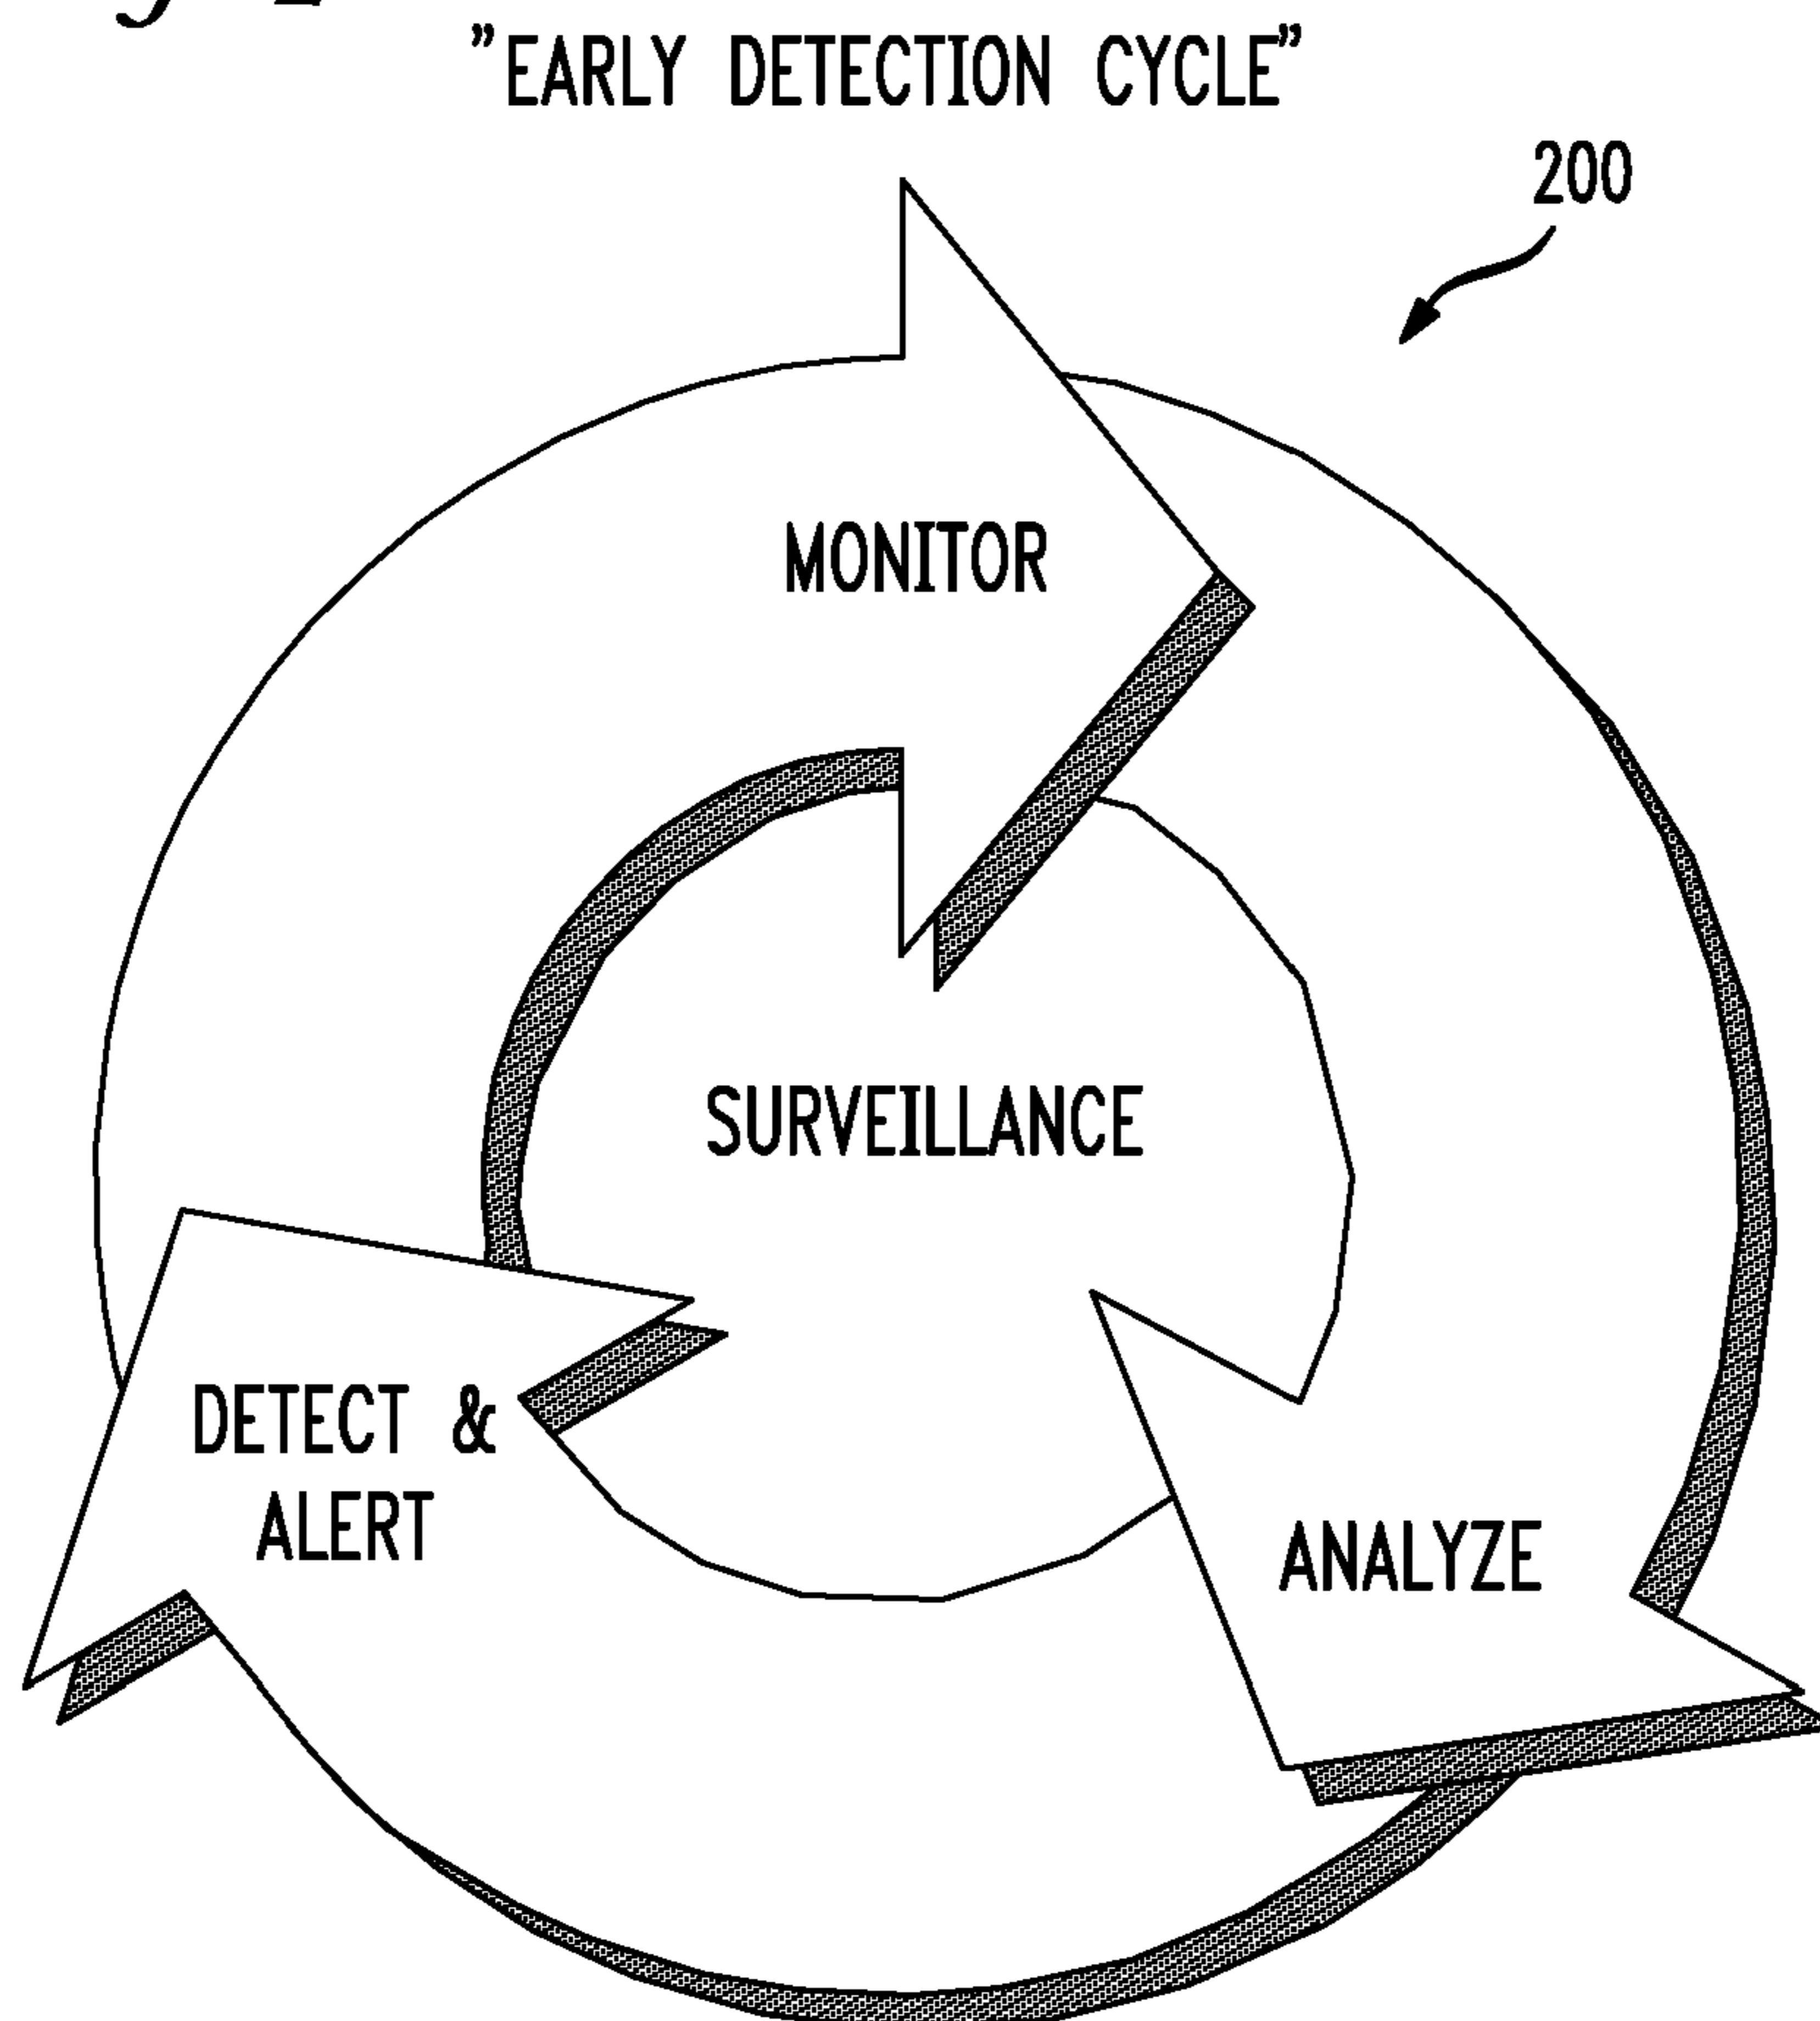 ”EARLY DETECTION CYCLE”
200
MONITOR
SURVEILLANCE
DETECT &
ALERT
ANALYZE